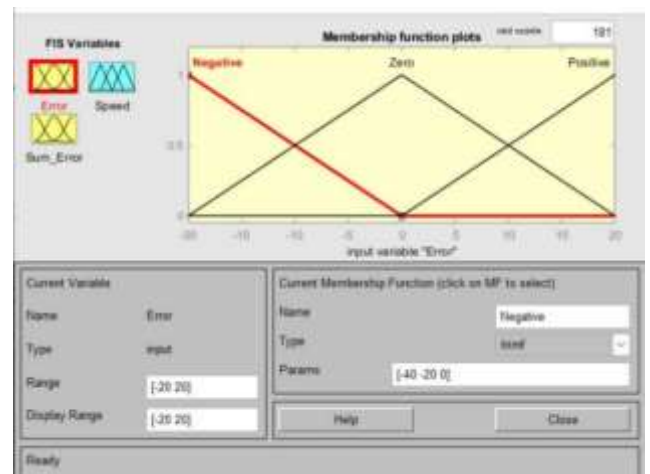 FIS Variables
Membership function plots
plot points:
181
Negative
Zero
Positive
Error
Speed
Sum_Error
1
0.5
0
-20
-15
-10
-5
0
5
10
15
20
input variable "Error"
Current Variable
Name
Error
Type
input
Range
[-20 20]
Display Range
[-20 20]
Current Membership Function (click on MF to select)
Name
Negative
Type
trimf
Params
[-40 -20 0]
Help
Close
Ready